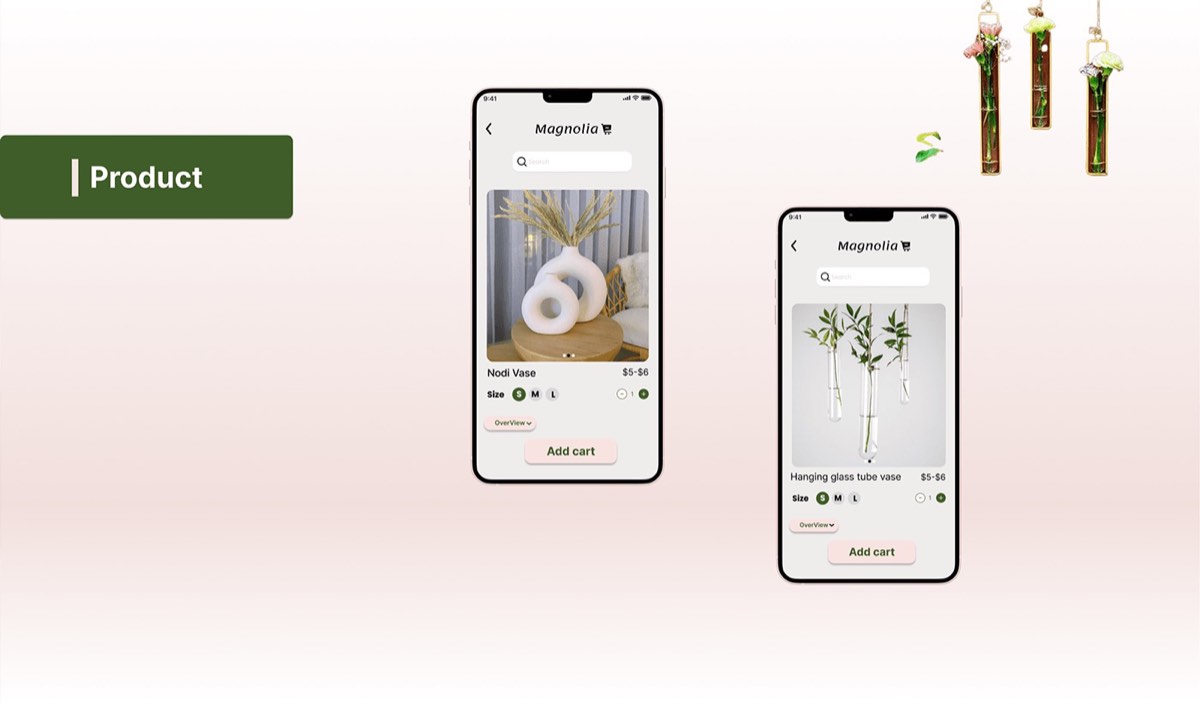 Product
9:41
Magnolia
Search
Nodi Vase $5-$6
Size S M L - 1 +
OverView
Add cart
9:41
Magnolia
Search
Hanging glass tube vase $5-$6
Size S M L - 1 +
OverView
Add cart